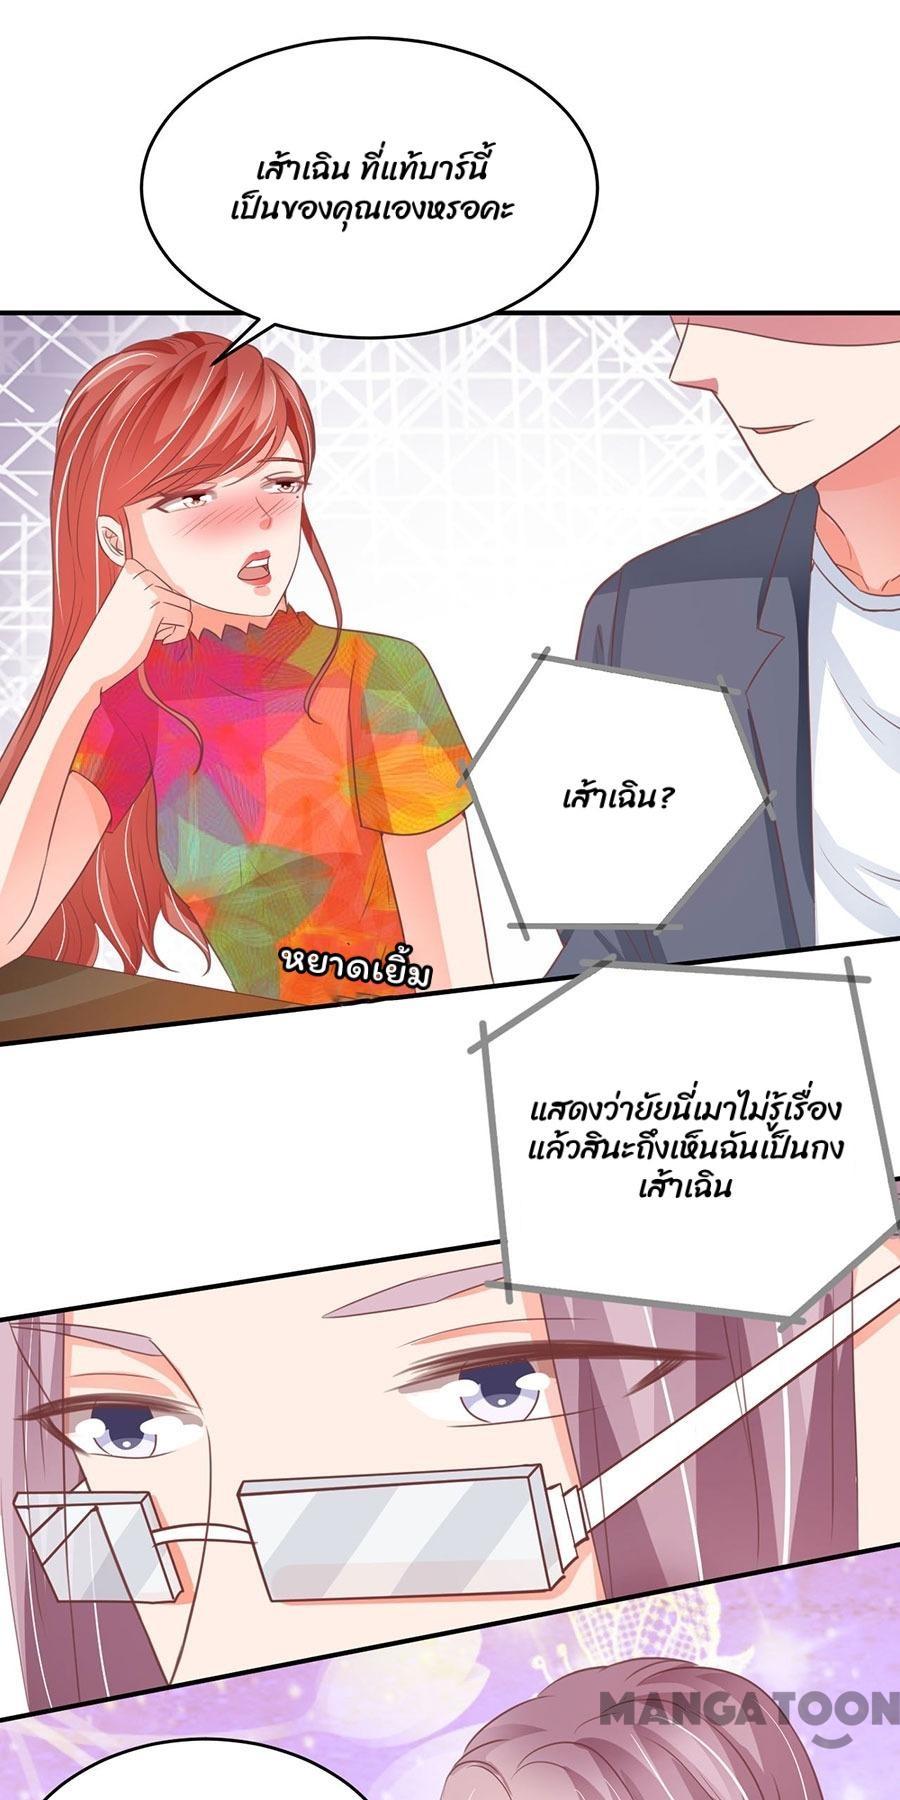 เส้าเฉิน ที่แท้บาร์นี้
เป็นของคุณเองหรอคะ
เส้าเฉิน?
หยาดเยิ้ม
แสดงว่ายัยนี่เมาไม่รู้เรื่อง
แล้วสินะถึงเห็นฉันเป็นกง
เส้าเฉิน
MANGATOON